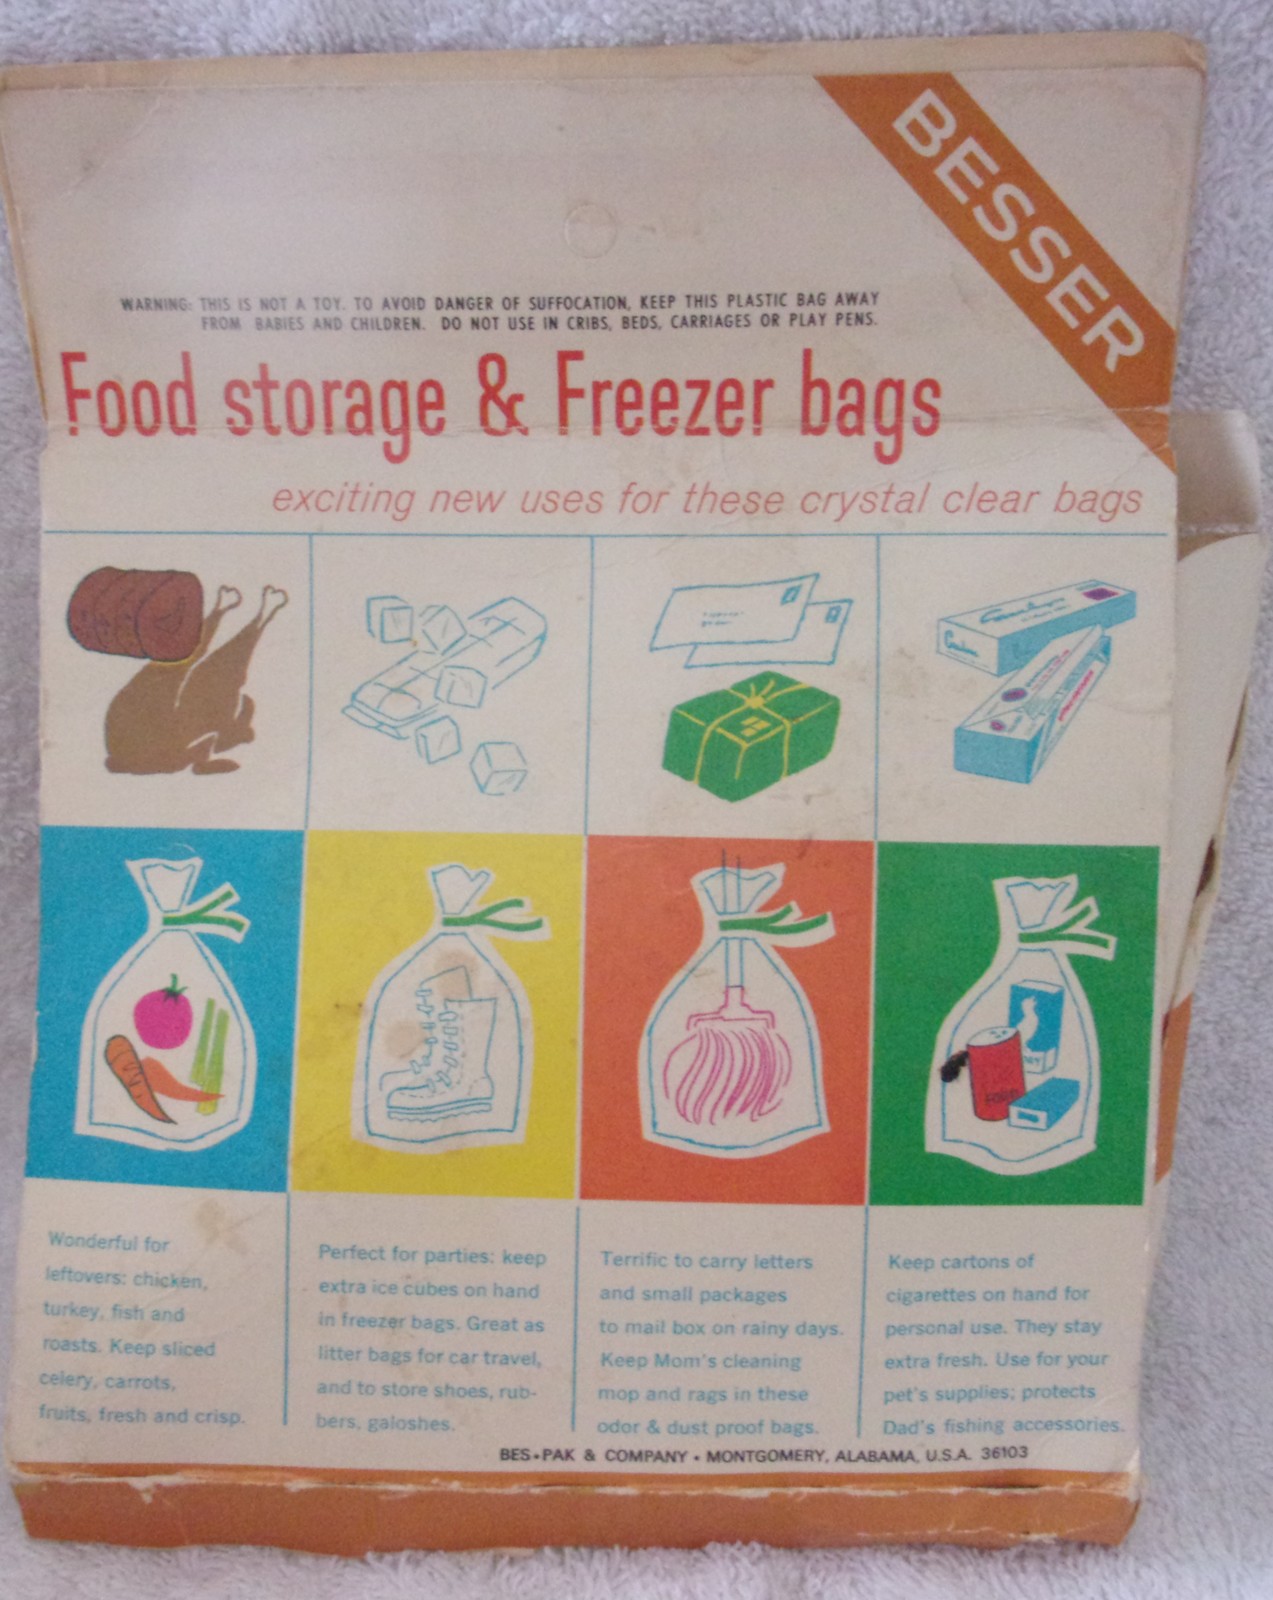 BESSER
WARNING: THIS IS NOT A TOY. TO AVOID DANGER OF SUFFOCATION, KEEP THIS PLASTIC BAG AWAY
FROM BABIES AND CHILDREN. DO NOT USE IN CRIBS, BEDS, CARRIAGES OR PLAY PENS.
Food storage & Freezer bags
exciting new uses for these crystal clear bags
Wonderful for
leftovers: chicken,
turkey, fish and
roasts. Keep sliced
celery, carrots,
fruits, fresh and crisp.
Perfect for parties: keep
extra ice cubes on hand
in freezer bags. Great as
litter bags for car travel,
and to store shoes, rub-
bers, galoshes.
Terrific to carry letters
and small packages
to mail box on rainy days.
Keep Mom's cleaning
mop and rags in these
odor & dust proof bags.
Keep cartons of
cigarettes on hand for
personal use. They stay
extra fresh. Use for your
pet's supplies; protects
Dad's fishing accessories.
BES•PAK & COMPANY • MONTGOMERY, ALABAMA, U.S.A. 36103